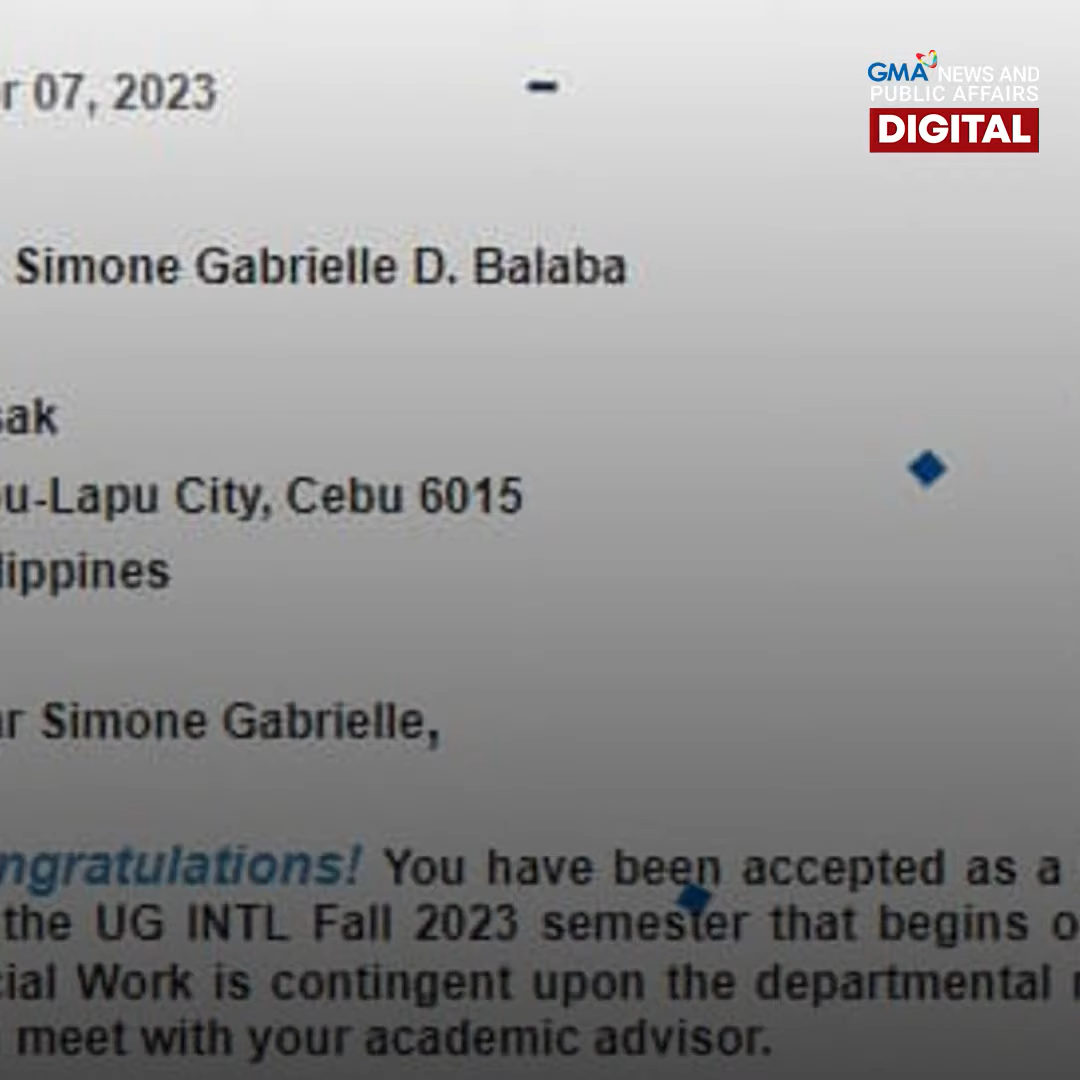 r 07, 2023
GMA NEWS AND
PUBLIC AFFAIRS
DIGITAL
Simone Gabrielle D. Balaba
sak
u-Lapu City, Cebu 6015
lippines
r Simone Gabrielle,
ngratulations! You have been accepted as a
the UG INTL Fall 2023 semester that begins o
cial Work is contingent upon the departmental
meet with your academic advisor.